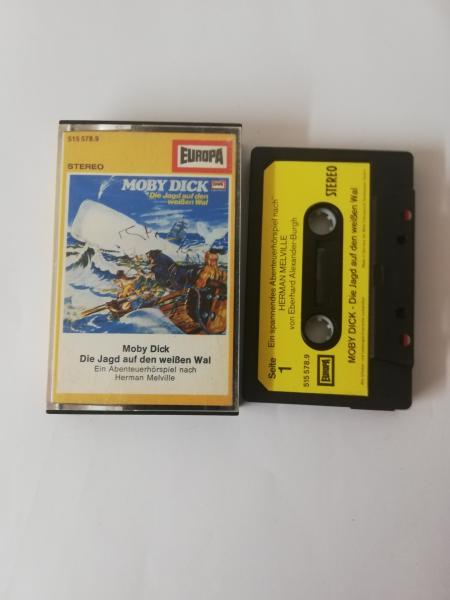 515 578.9
EUROPA
STEREO
MOBY DICK
Die Jagd auf den
weißen Wal
Moby Dick
Die Jagd auf den weißen Wal
Ein Abenteuerhörspiel nach
Herman Melville
Seite
1
515 578.9
EUROPA
„Ein spannendes Abenteuerhörspiel nach"
HERMAN MELVILLE
von Eberhard Alexander-Burgh
STEREO
MOBY DICK - Die Jagd auf den weißen Wal